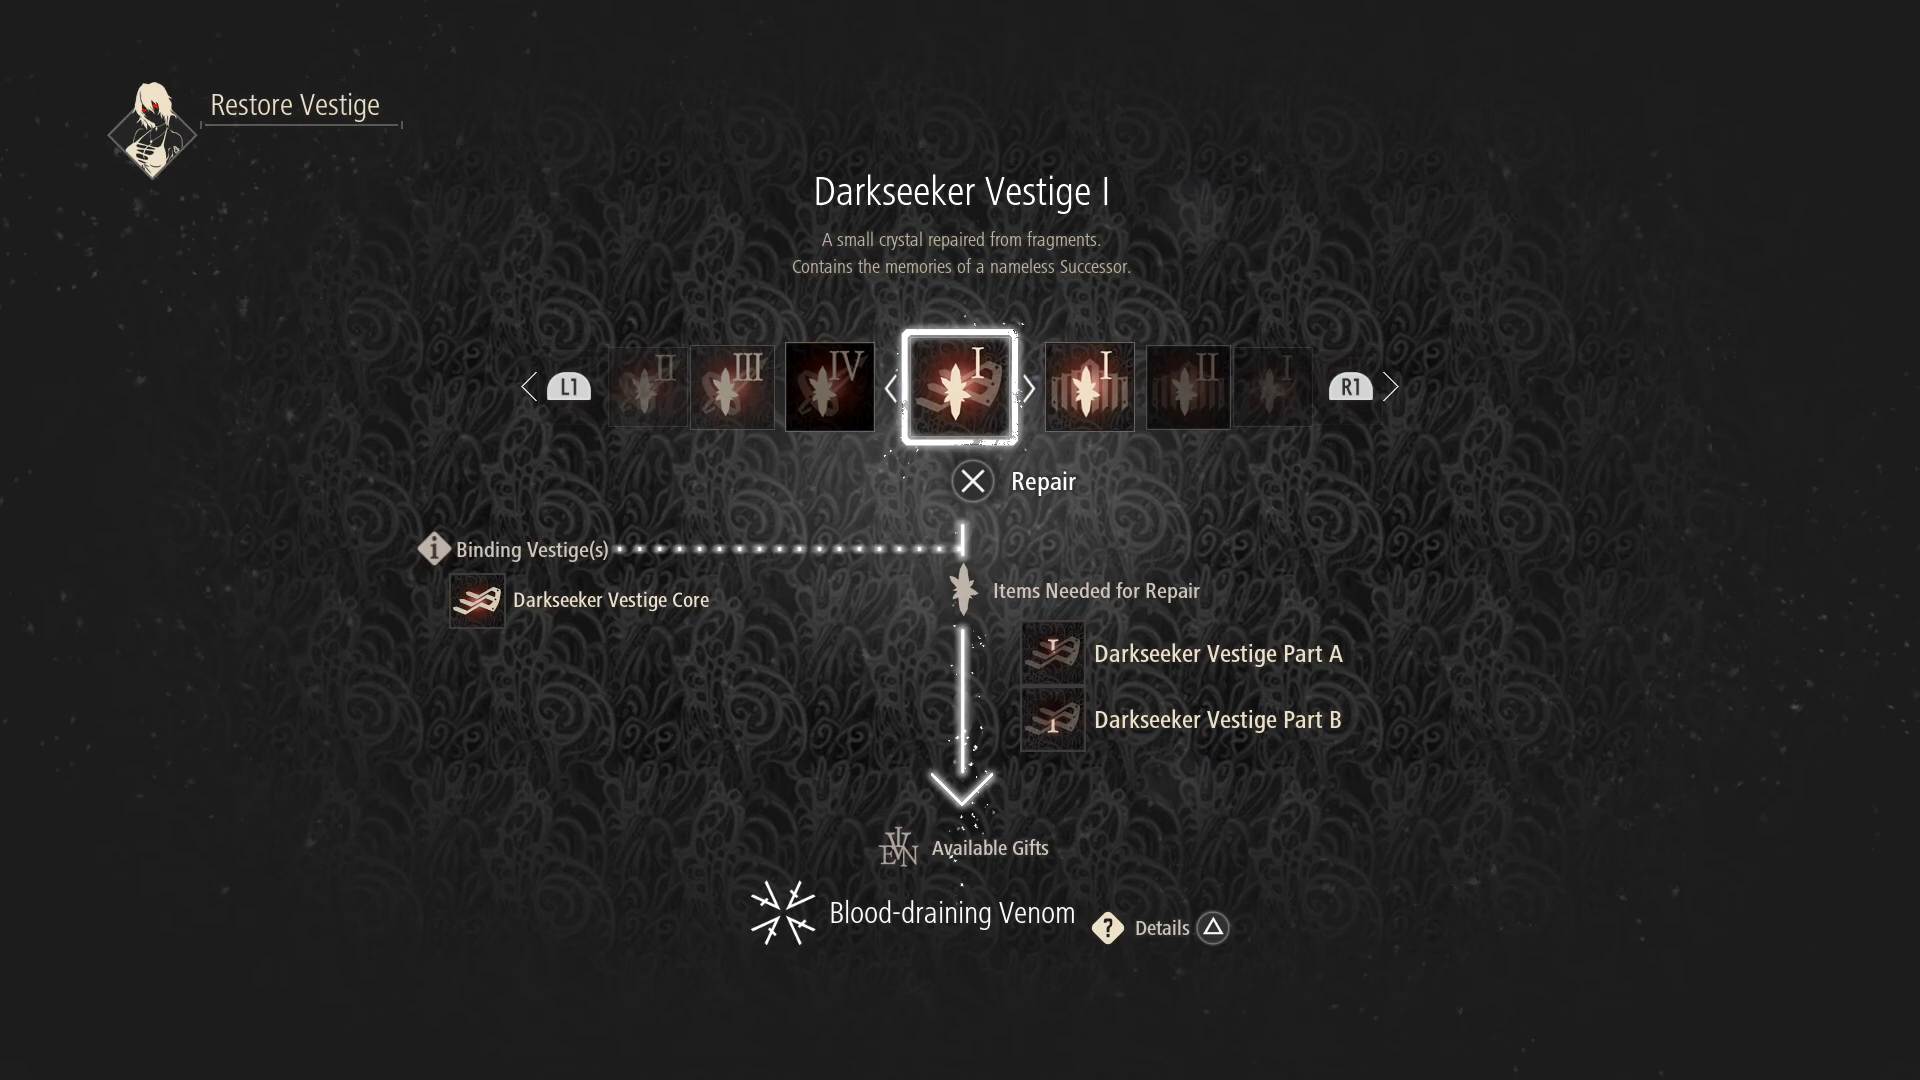 Restore Vestige
Darkseeker Vestige I
A small crystal repaired from fragments.
Contains the memories of a nameless Successor.
L1
II
III
IV
I
I
II
I
R1
Repair
Binding Vestige(s)
Darkseeker Vestige Core
Items Needed for Repair
Darkseeker Vestige Part A
Darkseeker Vestige Part B
Available Gifts
Blood-draining Venom
? Details